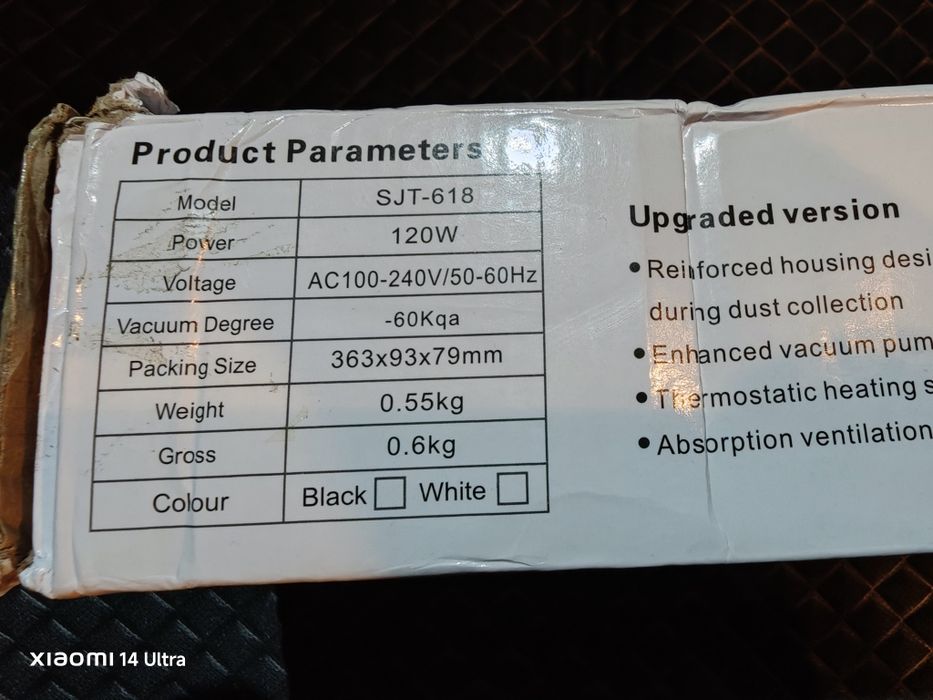 Product Parameters
Model SJT-618
Power 120W
Voltage AC100-240V/50-60Hz
Vacuum Degree -60Kqa
Packing Size 363x93x79mm
Weight 0.55kg
Gross 0.6kg
Colour Black White
Upgraded version
• Reinforced housing desi
during dust collection
• Enhanced vacuum pum
• Thermostatic heating s
• Absorption ventilation
xiaomi 14 Ultra